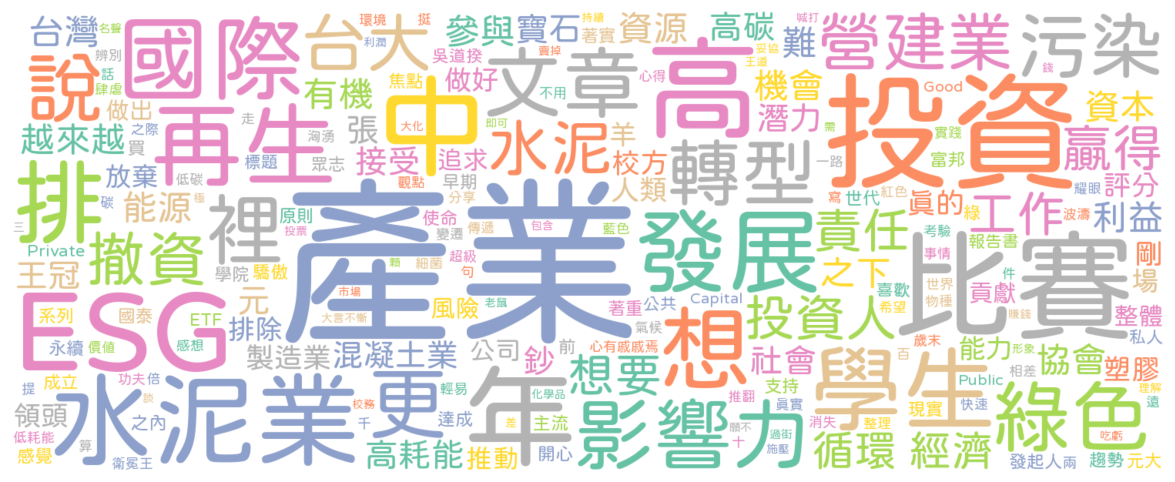 台灣 名聲 國際 台大 環境 挺 利潤 參與 寶石 著實 資源 高碳 難 喊打 營建業 污染
辨別 話 肆虐 說 吳道揆 焦點 做好 賣掉 持續 文章 心得 高 妥協 王道 機會 錢
做出 之際 再生 有機 中 不用 Good 資本
越來越 買 走 洶湧 張 大化 即可 水泥 羊 潛力 投資 需 實踐 贏得
排 放棄 標題 眾志 接受 追求 校方 轉型 一路 富邦 評分
低碳 碳 極 觀點 早期 人類 寫 世代 紅色 耀眼
能源 三 裡 原則 投票 產業 使命 分享 發展 責任 真的 綠 工作 波濤 利益
Private 撤資 學院 驕傲 變遷 傳遞 包含 藍色 考驗 報告書 剛
王冠 元 賴 細菌 超級 句 之下 事情 比賽 場
ESG 系列 國泰 ETF 市場 風險 老鼠 著重 公共 Capital 喜歡 世界 件 貢獻 整體
永續 價值 感想 排除 大言不慚 氣候 想 投資人 希望 物種 賺錢 私人
製造業 混凝土業 公司 鈔 前 心有戚戚焉 歲末 能力 形象 協會
提 成立 功夫 倍 輕易 想要 社會 百 相差 塑膠
水泥業 更 年 化學品 推翻 支持 學生 Public 理解
領頭 之內 談 校務 千 達成 主流 差 影響力 真實 現實 快速 綠色 遠
低耗能 消失 整理 過街 吃虧
感覺 衛冕王 算 高耗能 推動 開心 願不 十 施壓 循環 經濟 發起人 兩 趨勢 元大